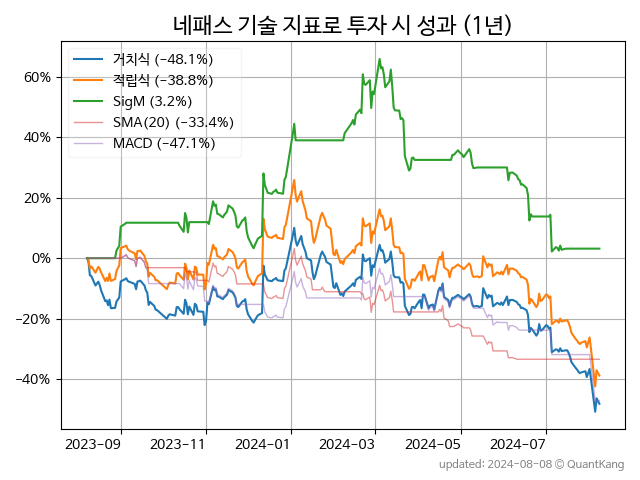 네패스 기술 지표로 투자 시 성과 (1년)
거치식 (−48.1%)
적립식 (−38.8%)
SigM (3.2%)
SMA(20) (−33.4%)
MACD (−47.1%)
60%
40%
20%
0%
−20%
−40%
2023-09 2023-11 2024-01 2024-03 2024-05 2024-07
updated: 2024-08-08 © QuantKang